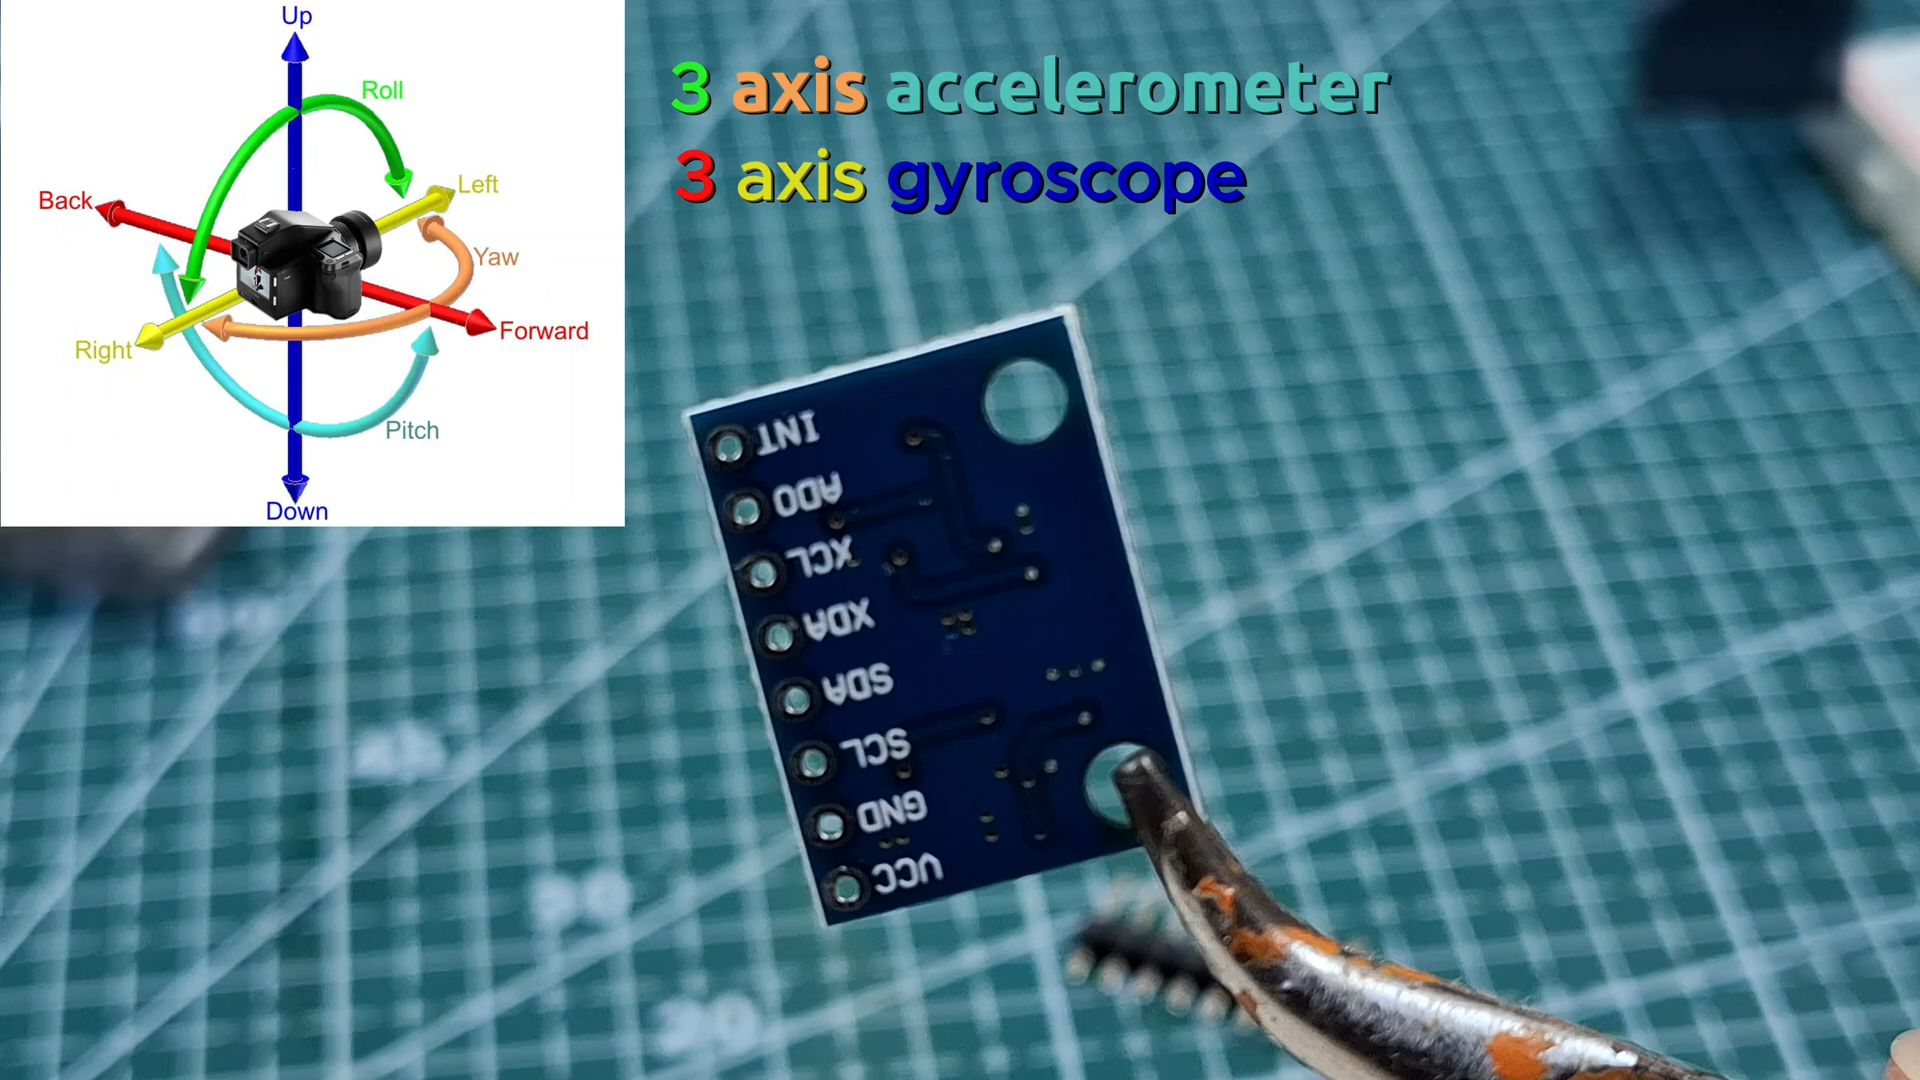 Up
Roll
Left
Back
Yaw
Forward
Right
Pitch
Down
3 axis accelerometer
3 axis gyroscope
INT
AD0
XCL
XDA
SDA
SCL
GND
VCC